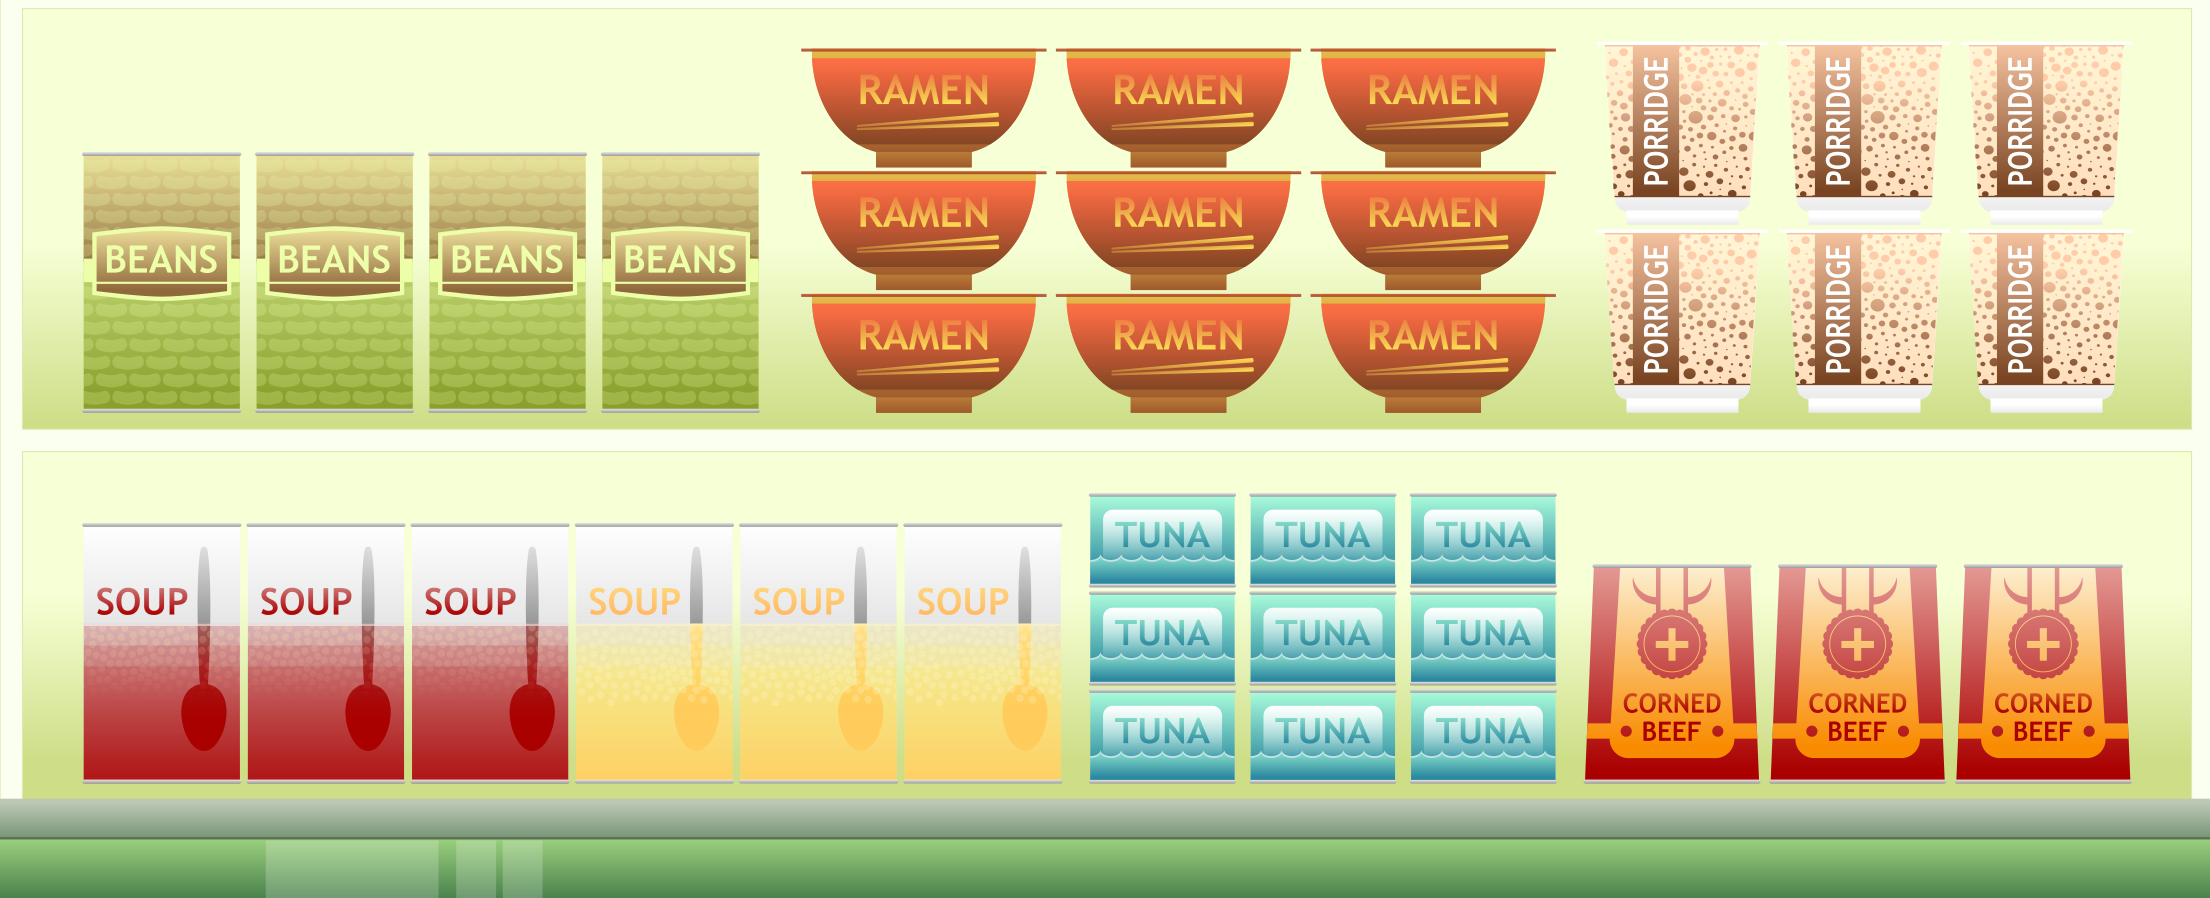 RAMEN RAMEN RAMEN
PORRIDGE PORRIDGE PORRIDGE
RAMEN RAMEN RAMEN
BEANS BEANS BEANS BEANS
PORRIDGE PORRIDGE PORRIDGE
RAMEN RAMEN RAMEN
TUNA TUNA TUNA
SOUP SOUP SOUP SOUP SOUP SOUP
TUNA TUNA TUNA
CORNED CORNED CORNED
BEEF BEEF BEEF
TUNA TUNA TUNA